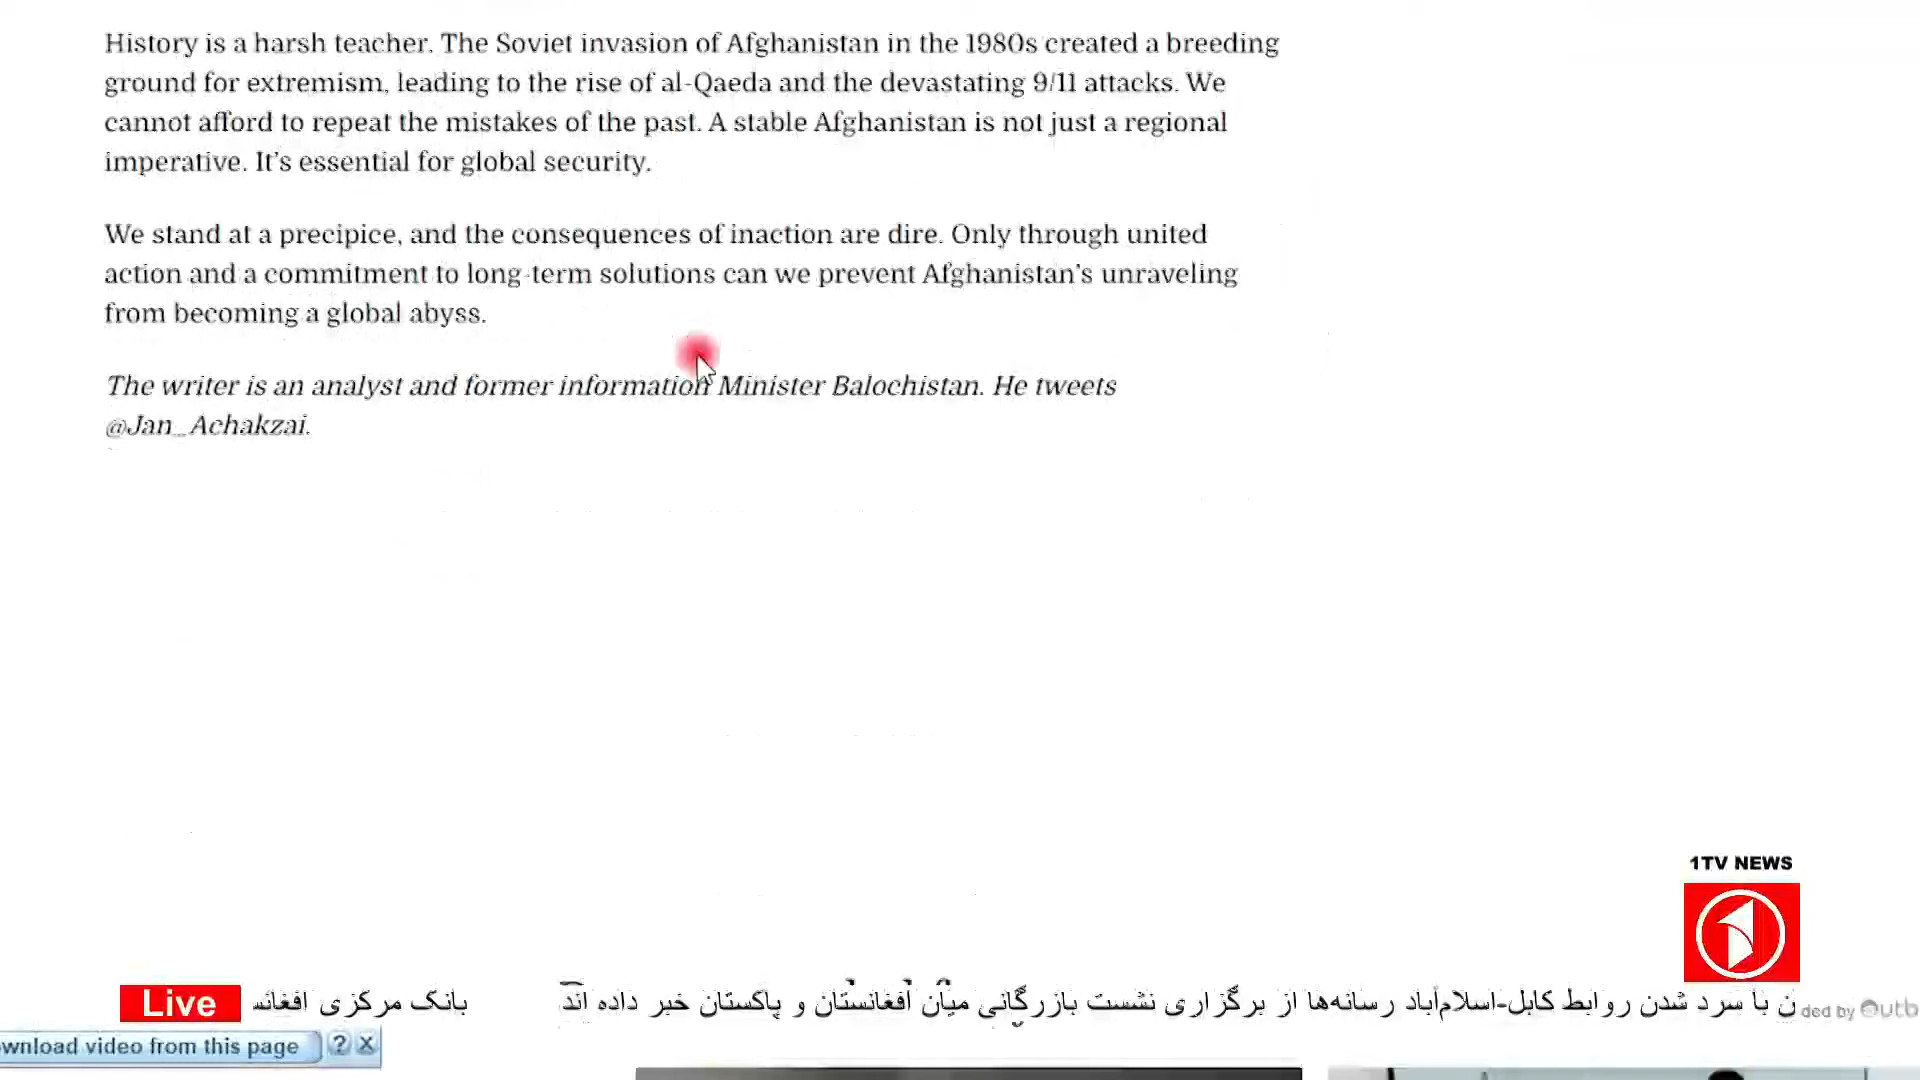 History is a harsh teacher. The Soviet invasion of Afghanistan in the 1980s created a breeding
ground for extremism, leading to the rise of al-Qaeda and the devastating 9/11 attacks. We
cannot afford to repeat the mistakes of the past. A stable Afghanistan is not just a regional
imperative. It's essential for global security.
We stand at a precipice, and the consequences of inaction are dire. Only through united
action and a commitment to long-term solutions can we prevent Afghanistan's unraveling
from becoming a global abyss.
The writer is an analyst and former information Minister Balochistan. He tweets
@Jan_Achakzai.
1TV NEWS
ن با سرد شدن روابط کابل-اسلام‌آباد رسانه‌ها از برگزاری نشست بازرگانی میان افغانستان و پاکستان خبر داده اند
بانک مرکزی افغانس
Live
ded by Outb
wnload video from this page ? X